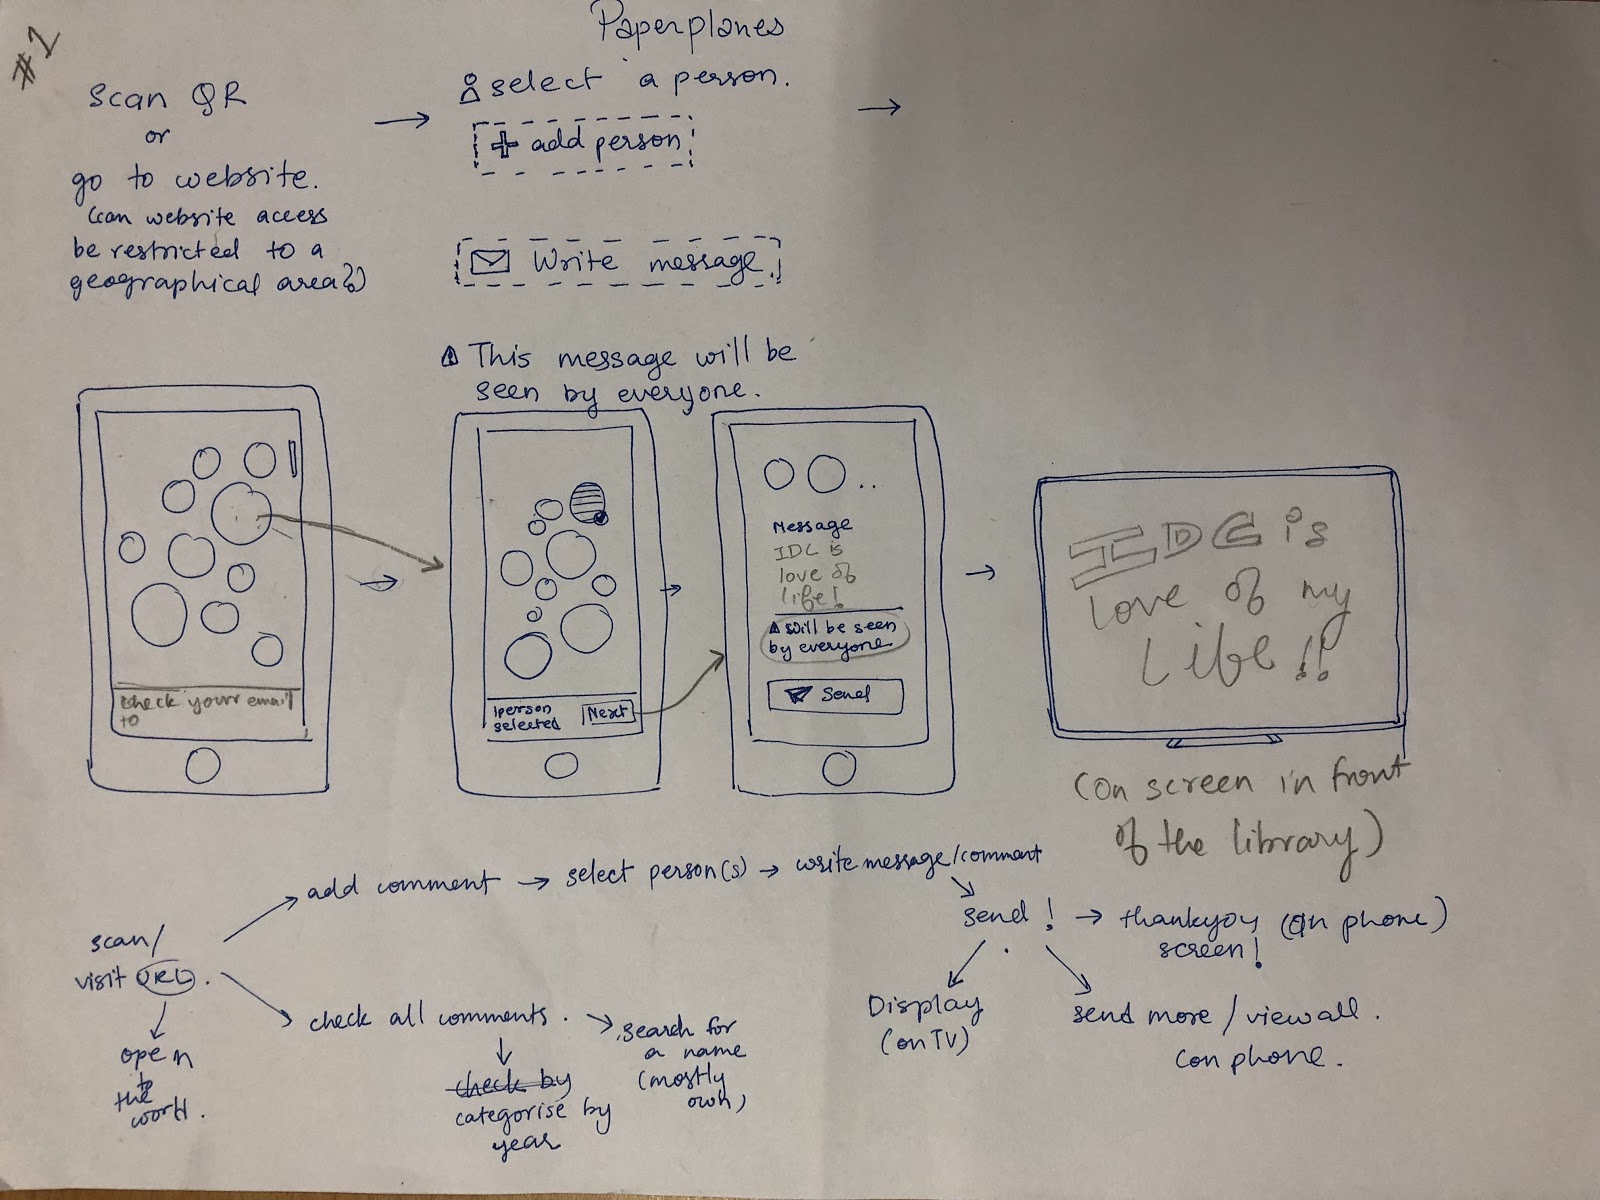 #1
Paperplanes
Scan QR
or
go to website.
(can website access
be restricted to a
geographical area?)
select a person.
+ add person
Write message.
This message will be
seen by everyone.
check your email
to
1person
selected
Next
Message
IDC is
love of
life!
will be seen
by everyone
Send
IDC is
love of my
Life!!
(on screen in front
of the library)
scan/
visit URL.
open
to
the
world.
add comment → select person(s) → write message/comment
send! → thankyou (on phone)
screen!
Display
(on TV)
send more / view all.
(on phone.
check all comments.
check by
categorise by
year
search for
a name
(mostly
own)